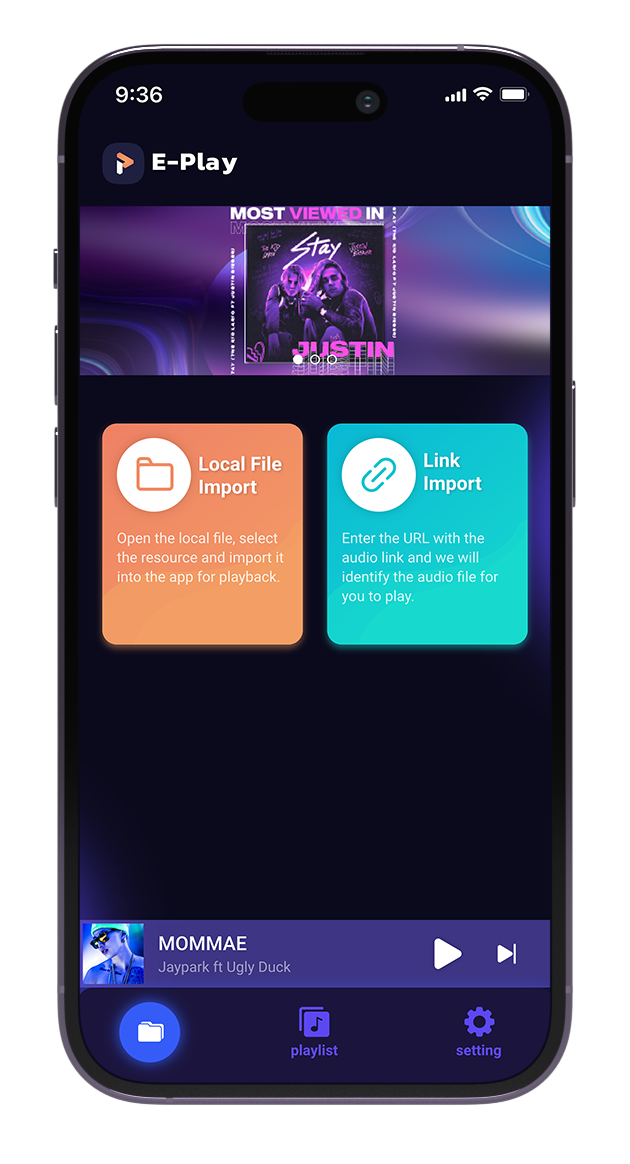 9:36
E-Play
MOST VIEWED IN
Stay
JUSTIN
Local File
Import
Open the local file, select
the resource and import it
into the app for playback.
Link
Import
Enter the URL with the
audio link and we will
identify the audio file for
you to play.
MOMMAE
Jaypark ft Ugly Duck
playlist
setting